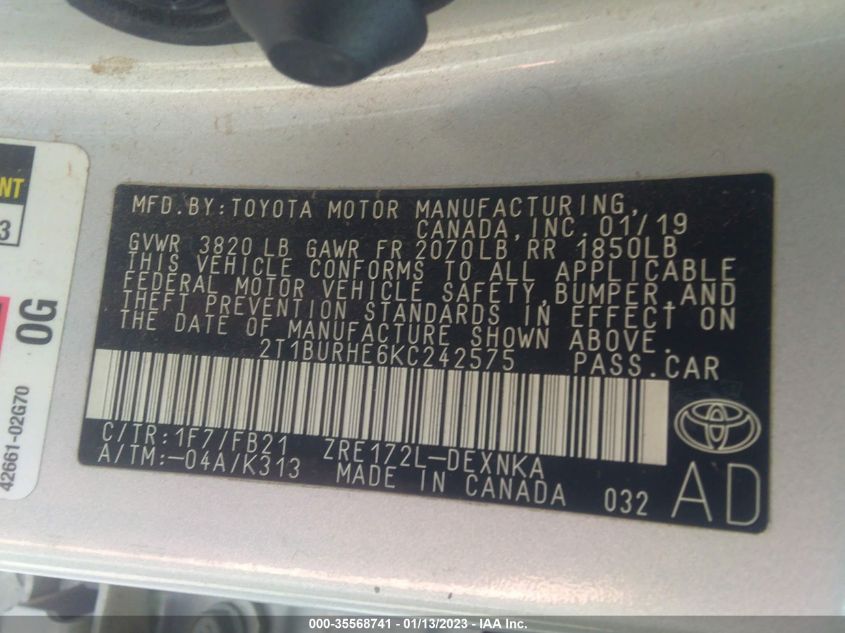 MFD.BY:TOYOTA MOTOR MANUFACTURING,
CANADA, INC. 01/19
GVWR 3820 LB GAWR FR 2070LB RR 1850LB
THIS VEHICLE CONFORMS TO ALL APPLICABLE
FEDERAL MOTOR VEHICLE SAFETY, BUMPER, AND
THEFT PREVENTION STANDARDS IN EFFECT ON
THE DATE OF MANUFACTURE SHOWN ABOVE.
2T1BURHE6KC242575 PASS.CAR
C/TR:1F7/FB21 ZRE172L-DEXNKA
A/TM:-04A/K313 MADE IN CANADA 032 AD
NT
3
OG
42661-02G70
000-35568741 - 01/13/2023 - IAA Inc.